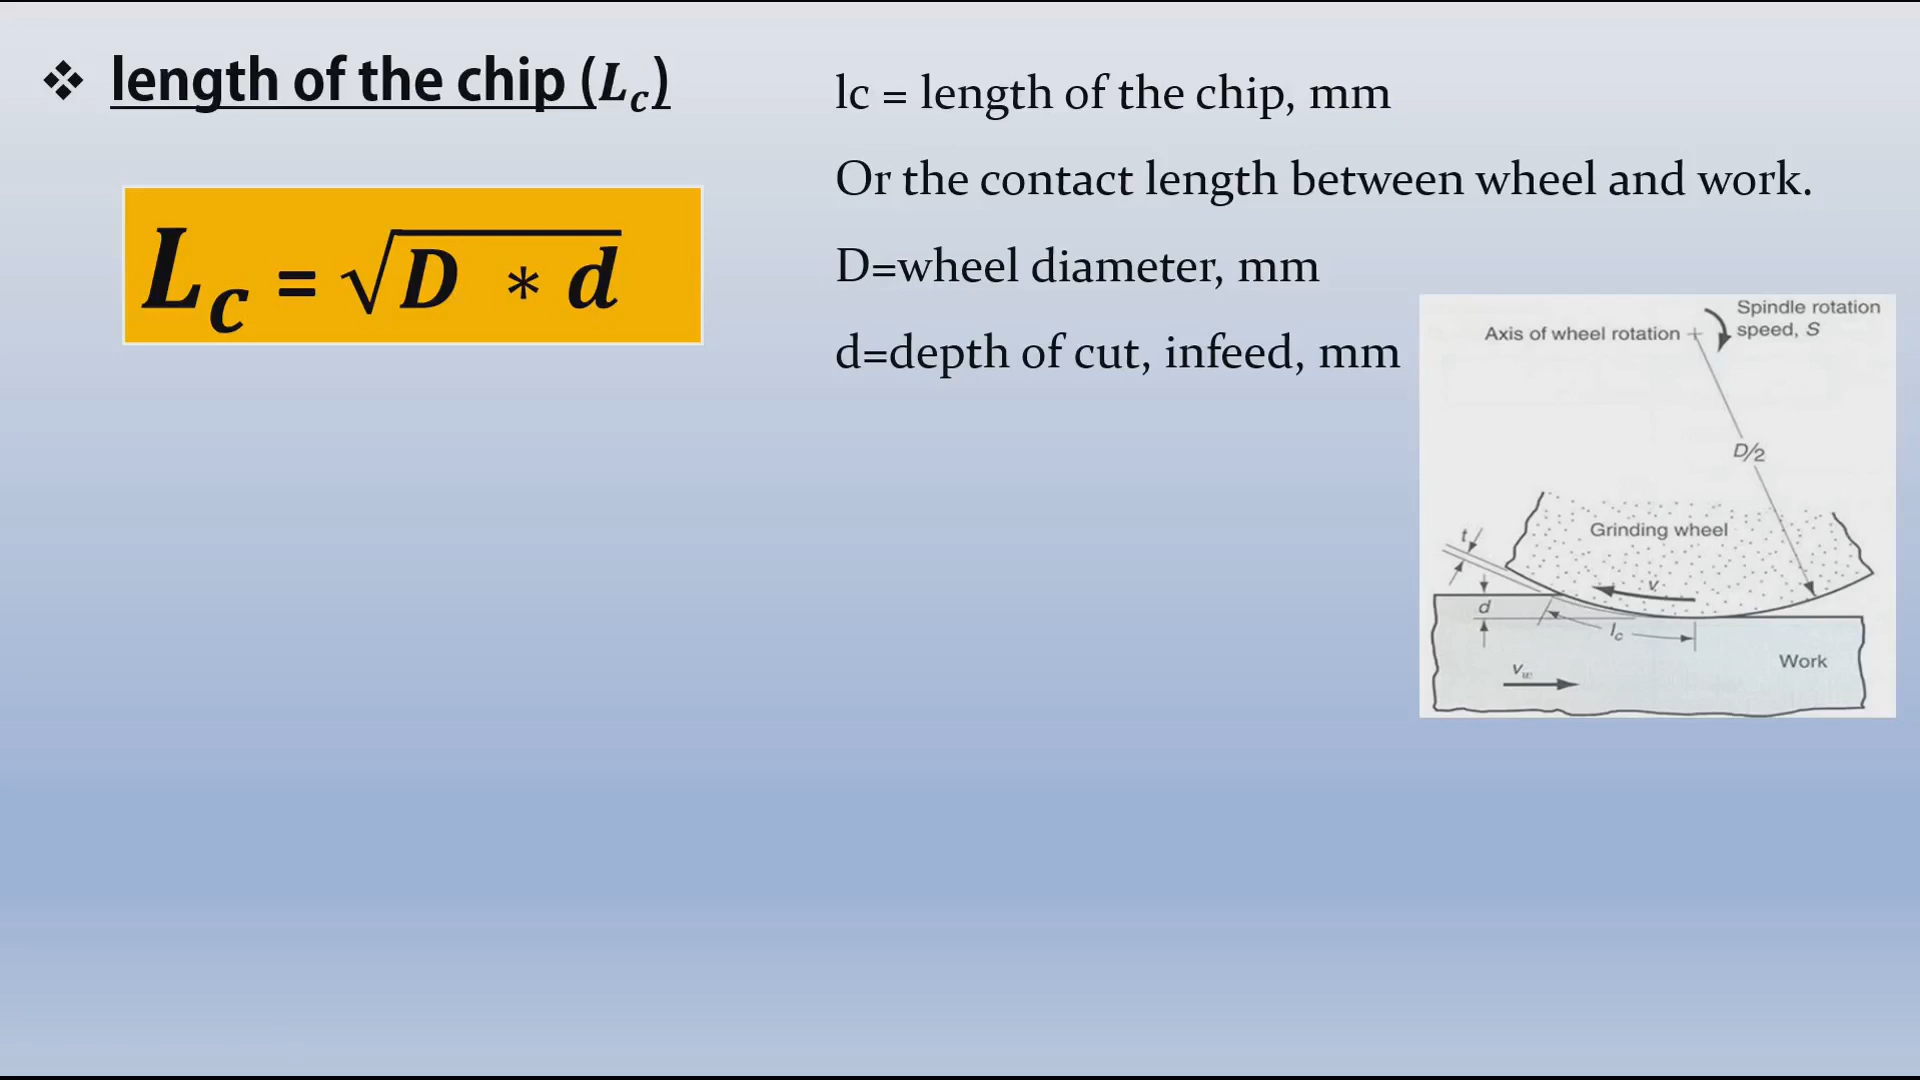 ❖ length of the chip (L_c)
L_c = √D * d
lc = length of the chip, mm
Or the contact length between wheel and work.
D=wheel diameter, mm
d=depth of cut, infeed, mm
Spindle rotation
speed, S
Axis of wheel rotation
D/2
Grinding wheel
t
v
d
l_c
Work
v_w